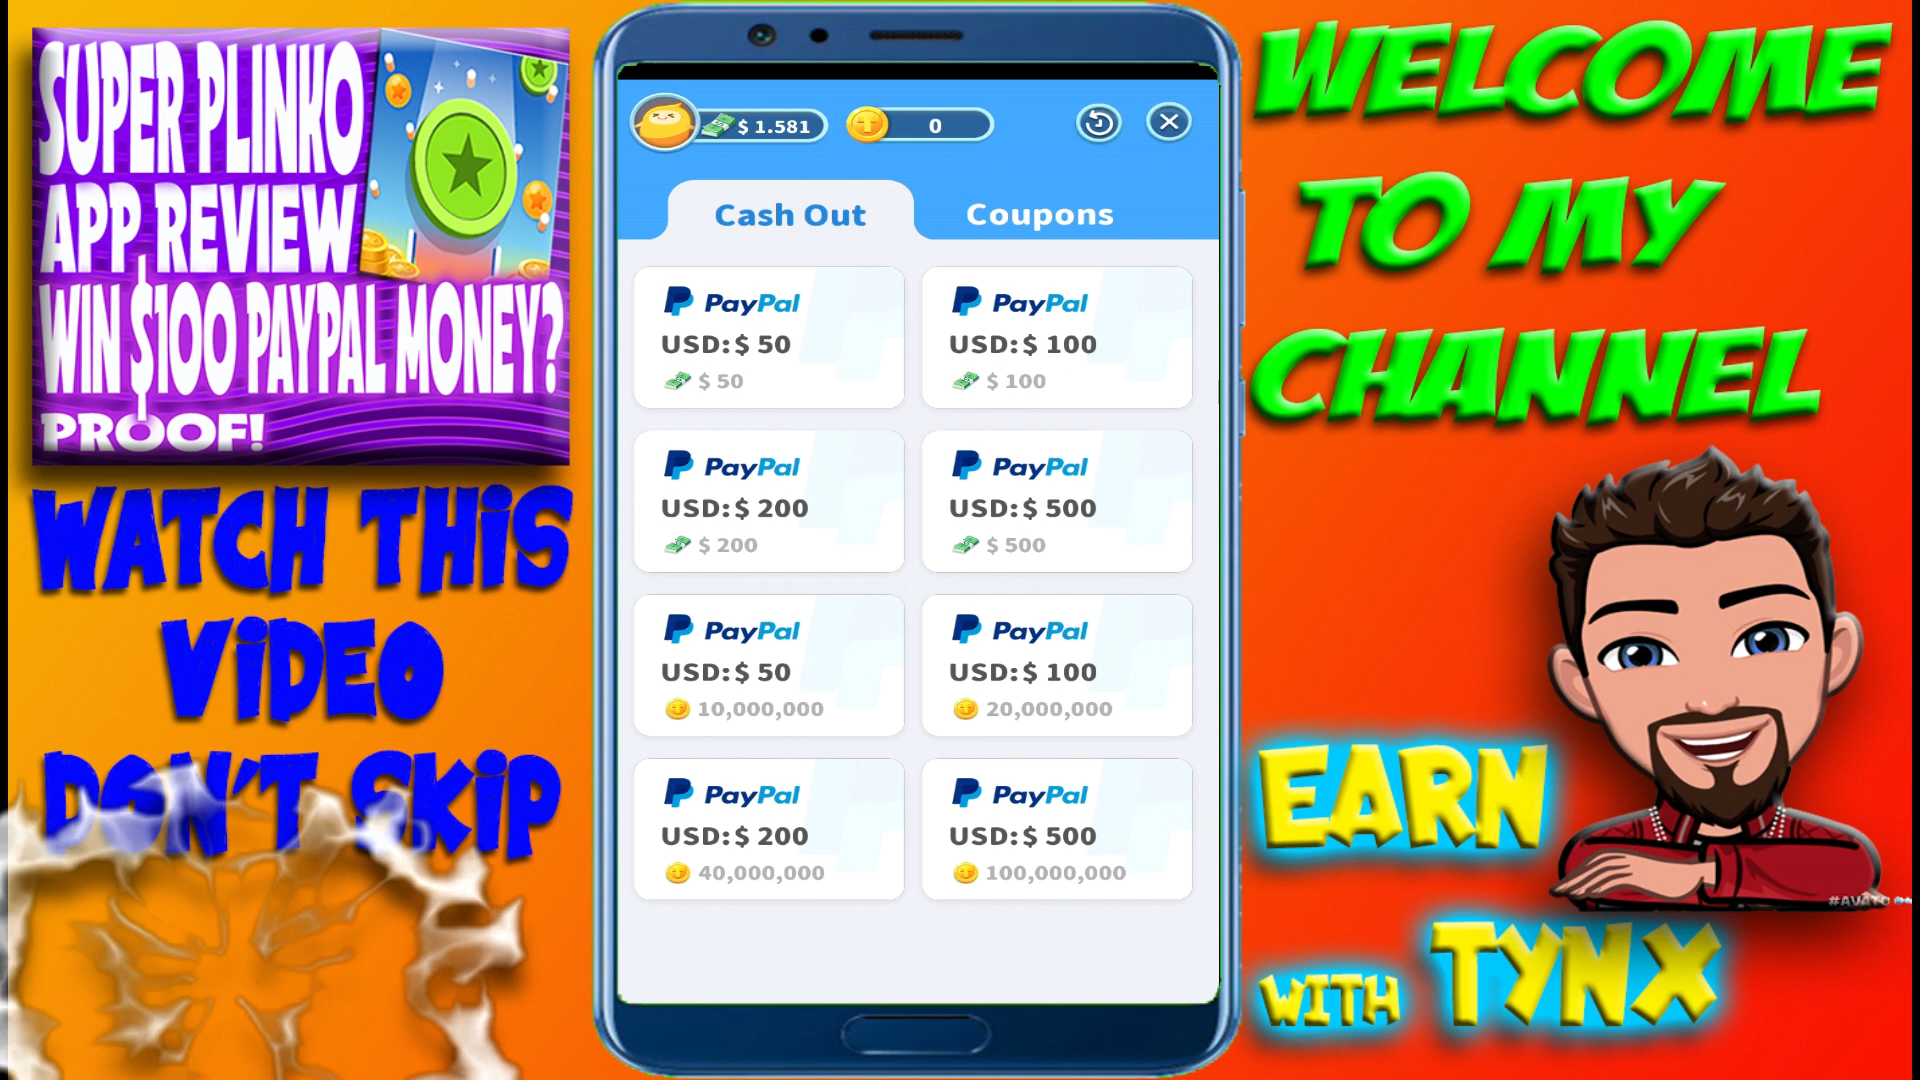 SUPER PLINKO
APP REVIEW
WIN $100 PAYPAL MONEY?
PROOF!
WATCH THIS
VIDEO
DON'T SKIP
$ 1.581
0
Cash Out
Coupons
PayPal
USD:$ 50
$ 50
PayPal
USD:$ 100
$ 100
PayPal
USD:$ 200
$ 200
PayPal
USD:$ 500
$ 500
PayPal
USD:$ 50
10,000,000
PayPal
USD:$ 100
20,000,000
PayPal
USD:$ 200
40,000,000
PayPal
USD:$ 500
100,000,000
WELCOME
TO MY
CHANNEL
EARN
WITH TYNX